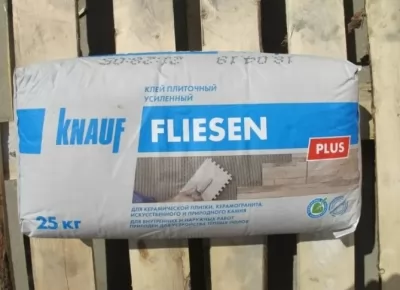 КЛЕЙ ПЛИТОЧНЫЙ
УСИЛЕННЫЙ
KNAUF FLIESEN
PLUS
ДЛЯ КЕРАМИЧЕСКОЙ ПЛИТКИ, КЕРАМОГРАНИТА,
ИСКУССТВЕННОГО И ПРИРОДНОГО КАМНЯ
ДЛЯ ВНУТРЕННИХ И НАРУЖНЫХ РАБОТ
25 кг